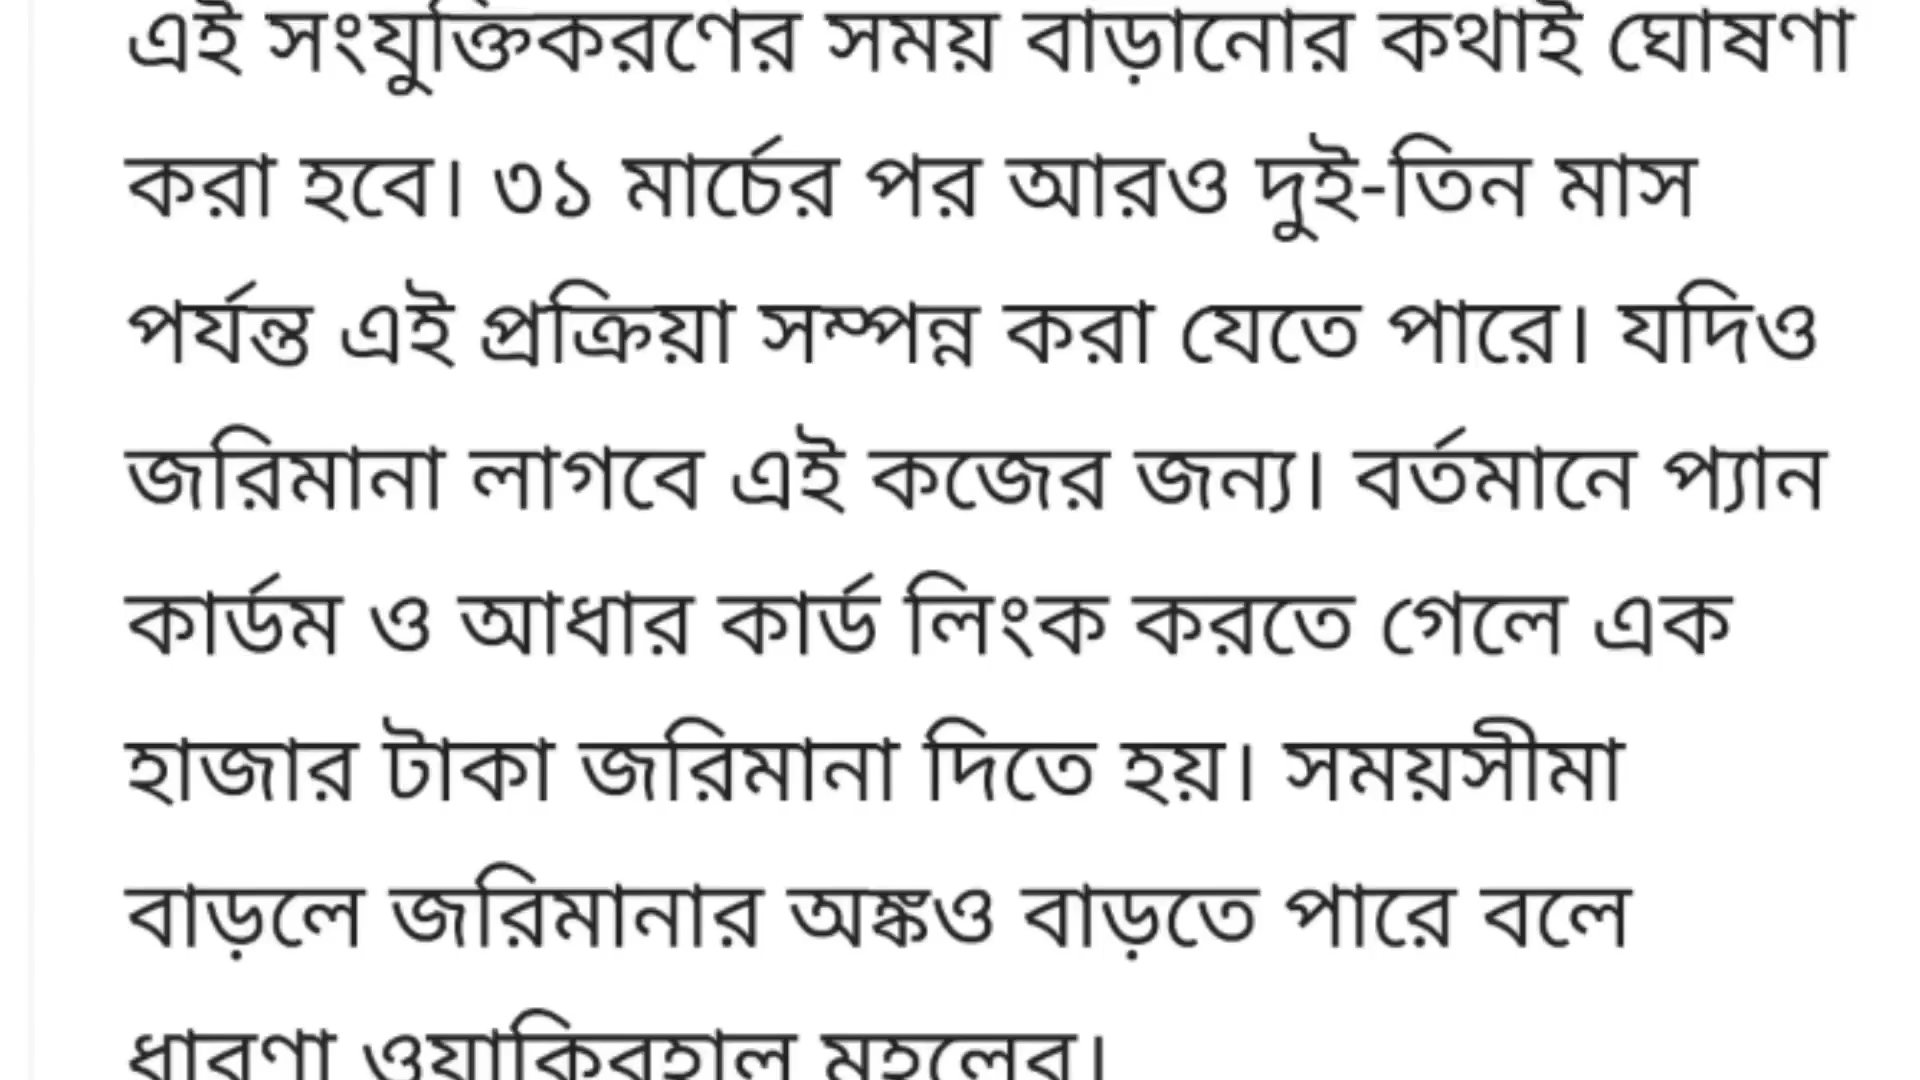 এই সংযুক্তিকরণের সময় বাড়ানোর কথাই ঘোষণা
করা হবে। ৩১ মার্চের পর আরও দুই-তিন মাস
পর্যন্ত এই প্রক্রিয়া সম্পন্ন করা যেতে পারে। যদিও
জরিমানা লাগবে এই কজের জন্য। বর্তমানে প্যান
কার্ডম ও আধার কার্ড লিংক করতে গেলে এক
হাজার টাকা জরিমানা দিতে হয়। সময়সীমা
বাড়লে জরিমানার অঙ্কও বাড়তে পারে বলে
ধারণা ওয়াকিবহাল মহলের।